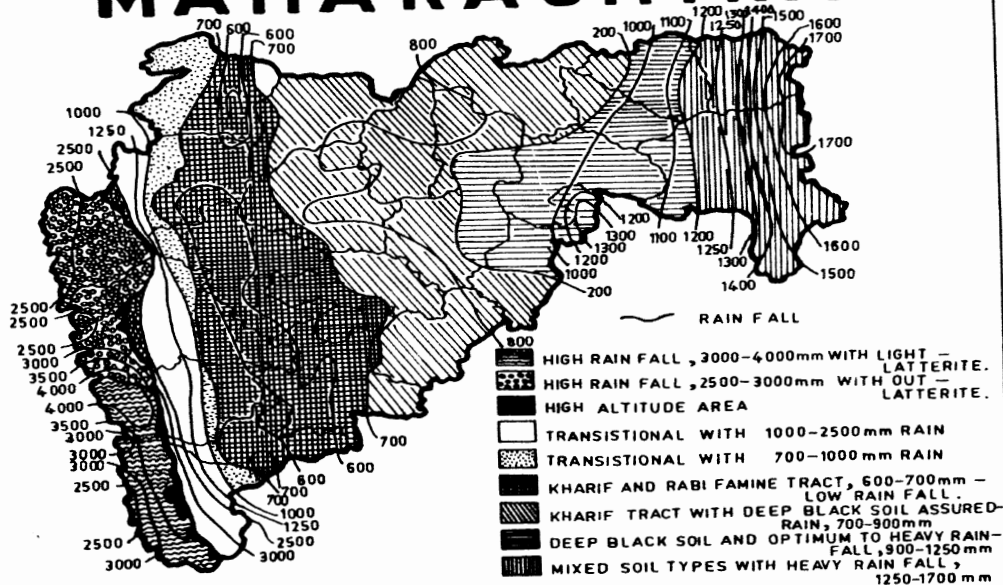 MAHARASHTRA
700 600
600
700
800
200 1000 1100 1200 1250 1300 1400 1500
1600
1700
1000
1250
2500
2500
1700
1200
1300
1300
1200
1000
200
1100
1200
1250
1300
1400
1600
1500
2500
2500
2500
3000
3500
4000
4000
3500
3000
3000
3000
2500
2500
3000
800
700
600
600
700
700
1000
1250
2500
3000
RAIN FALL
HIGH RAIN FALL, 3000-4000mm WITH LIGHT -
LATTERITE.
HIGH RAIN FALL, 2500-3000mm WITH OUT -
LATTERITE.
HIGH ALTITUDE AREA
TRANSISTIONAL WITH 1000-2500mm RAIN
TRANSISTIONAL WITH 700-1000mm RAIN
KHARIF AND RABI FAMINE TRACT, 600-700mm -
LOW RAIN FALL.
KHARIF TRACT WITH DEEP BLACK SOIL ASSURED-
RAIN, 700-900mm
DEEP BLACK SOIL AND OPTIMUM TO HEAVY RAIN-
FALL, 900-1250mm
MIXED SOIL TYPES WITH HEAVY RAIN FALL,
1250-1700mm